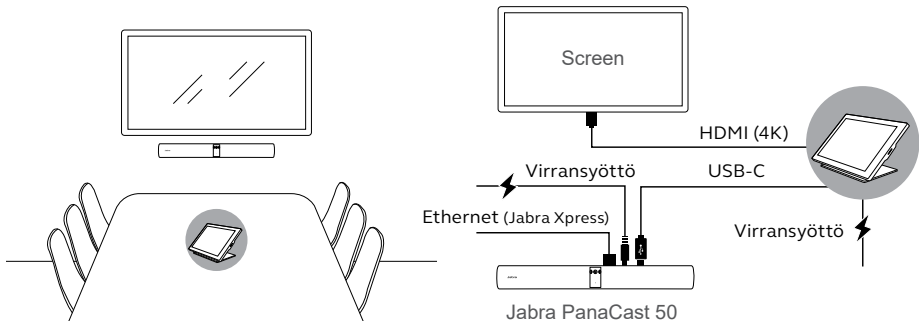 Screen
HDMI (4K)
Virransyöttö
USB-C
Ethernet (Jabra Xpress)
Virransyöttö
Jabra PanaCast 50